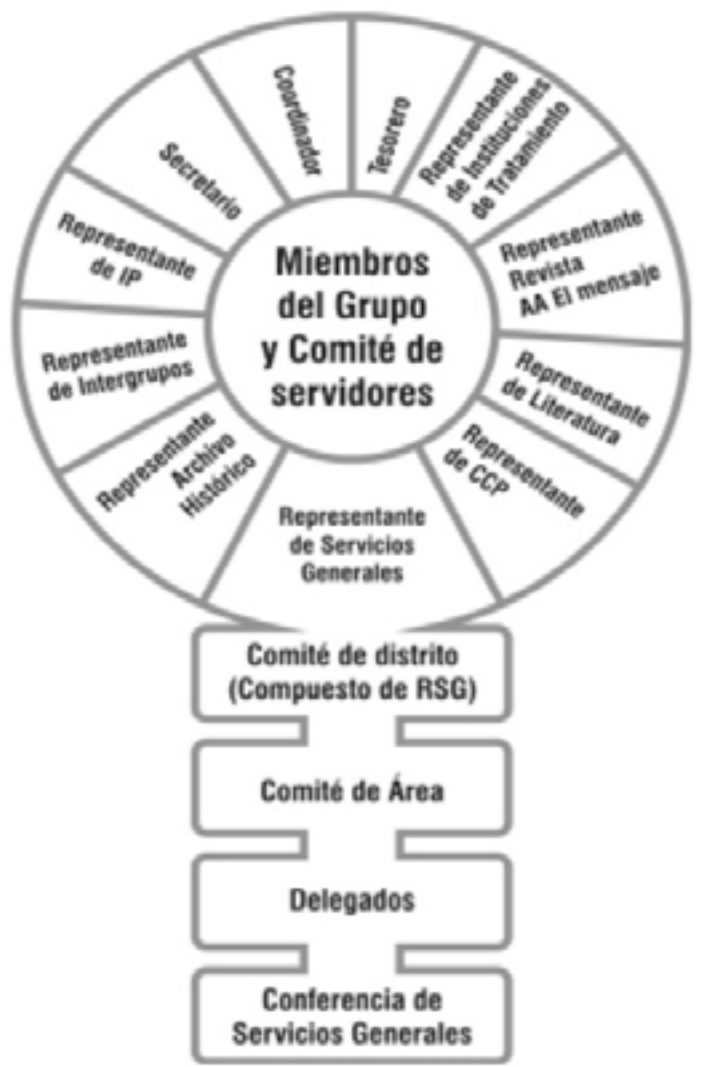 Coordinador
Tesorero
Representante
de Instituciones
de Tratamiento
Representante
Revista
AA El mensaje
Representante
de Literatura
Representante
de CCP
Representante
de Servicios
Generales
Representante
Archivo
Histórico
Representante
de Intergrupos
Representante
de IP
Secretario
Miembros
del Grupo
y Comité de
servidores
Comité de distrito
(Compuesto de RSG)
Comité de Área
Delegados
Conferencia de
Servicios Generales